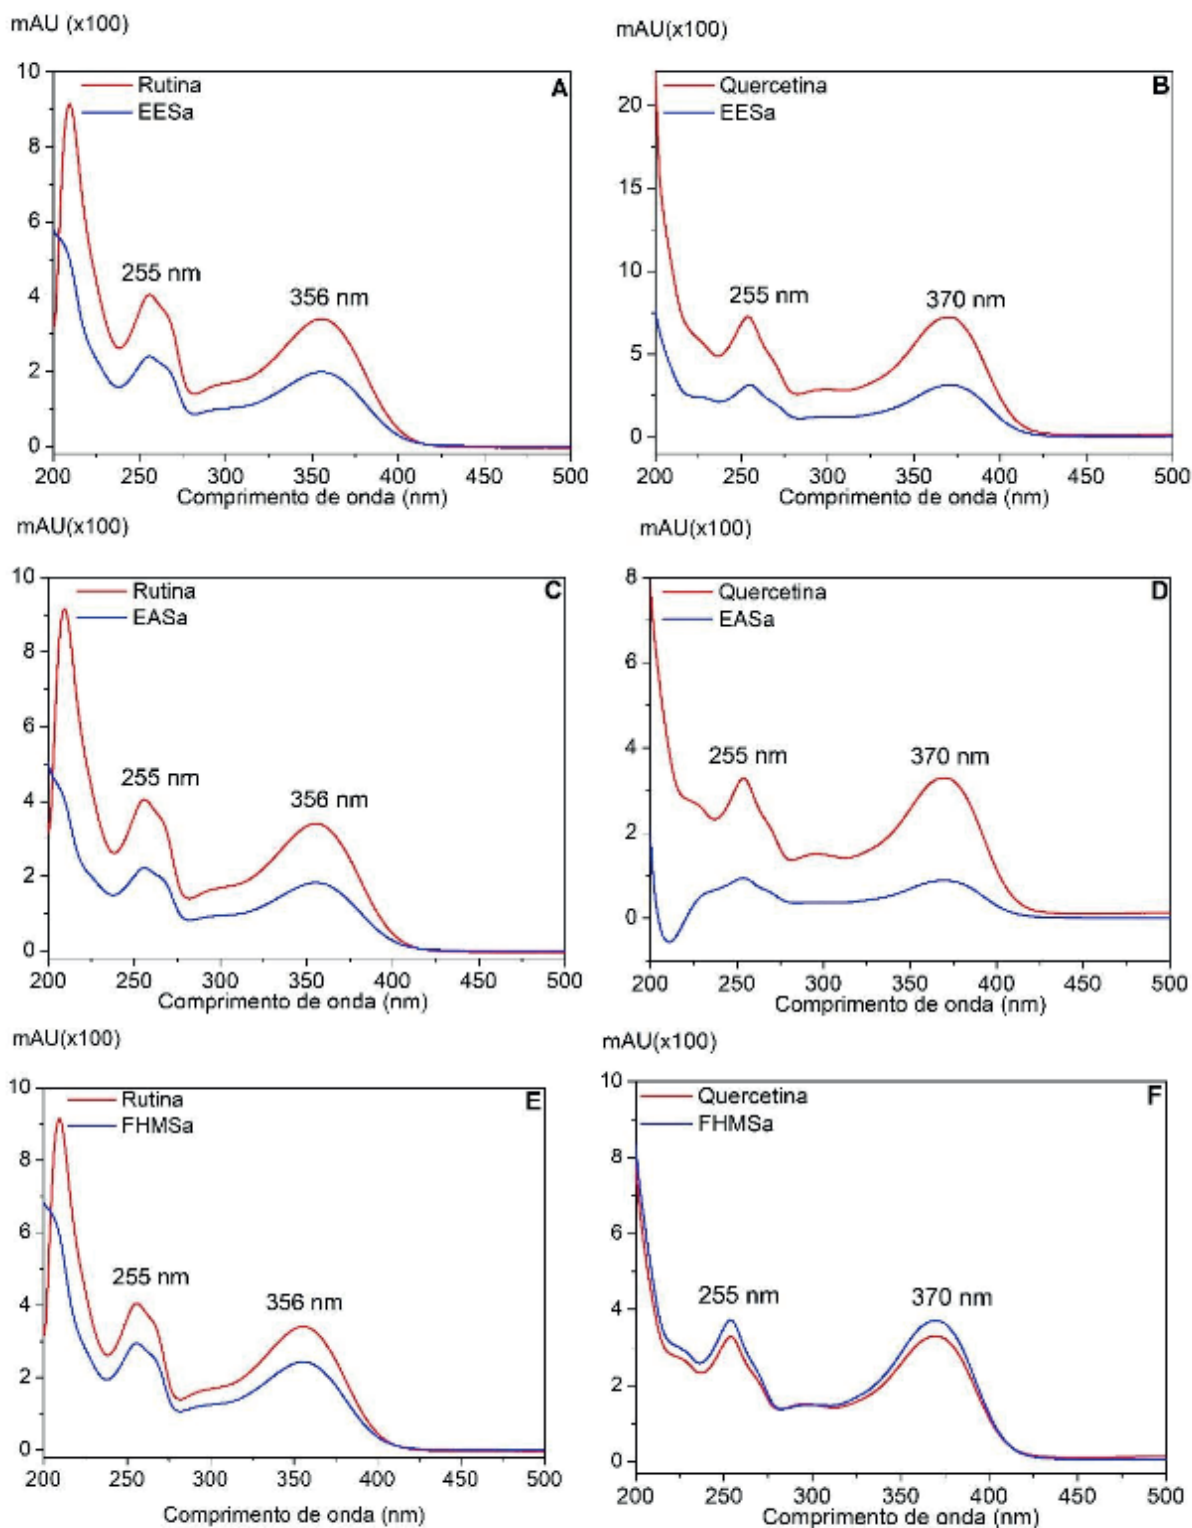 mAU (x100)
Rutina
EESa
A
10
8
6
4
2
0
255 nm
356 nm
200 250 300 350 400 450 500
Comprimento de onda (nm)
mAU(x100)
Quercetina
EESa
B
20
15
10
5
0
255 nm
370 nm
200 250 300 350 400 450 500
Comprimento de onda (nm)
mAU(x100)
Rutina
EASa
C
10
8
6
4
2
0
255 nm
356 nm
200 250 300 350 400 450 500
Comprimento de onda (nm)
mAU(x100)
Quercetina
EASa
D
8
6
4
2
0
255 nm
370 nm
200 250 300 350 400 450 500
Comprimento de onda (nm)
mAU(x100)
Rutina
FHMSa
E
10
8
6
4
2
0
255 nm
356 nm
200 250 300 350 400 450 500
Comprimento de onda (nm)
mAU(x100)
Quercetina
FHMSa
F
10
8
6
4
2
0
255 nm
370 nm
200 250 300 350 400 450 500
Comprimento de onda (nm)